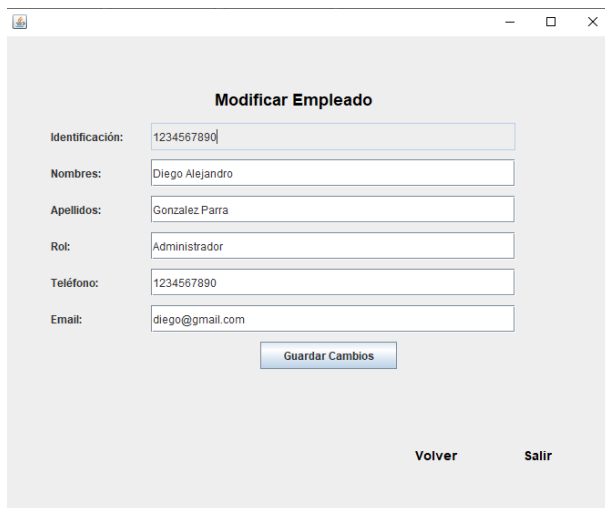 Modificar Empleado
Identificación: 1234567890
Nombres: Diego Alejandro
Apellidos: Gonzalez Parra
Rol: Administrador
Teléfono: 1234567890
Email: diego@gmail.com
Guardar Cambios
Volver Salir